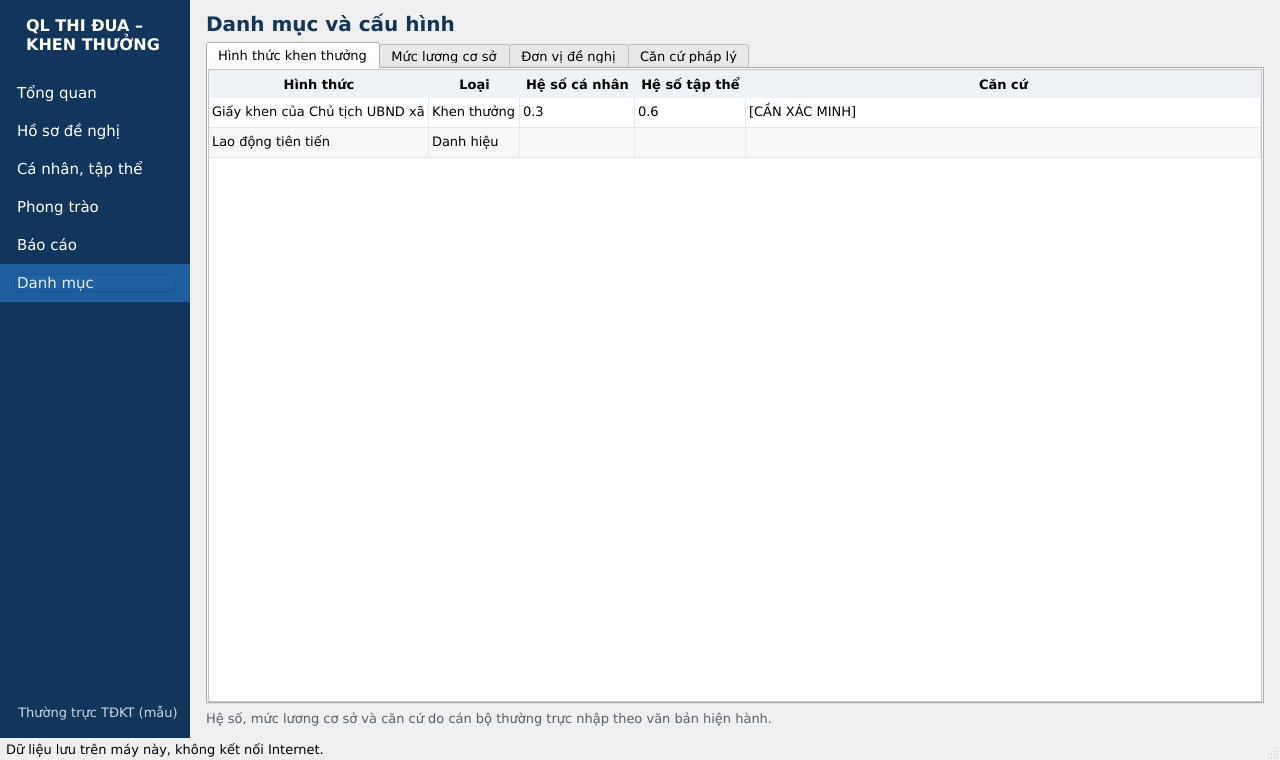 QL THI ĐUA –
KHEN THƯỞNG
Tổng quan
Hồ sơ đề nghị
Cá nhân, tập thể
Phong trào
Báo cáo
Danh mục
Thường trực TĐKT (mẫu)
Danh mục và cấu hình
Hình thức khen thưởng Mức lương cơ sở Đơn vị đề nghị Căn cứ pháp lý
Hình thức Loại Hệ số cá nhân Hệ số tập thể Căn cứ
Giấy khen của Chủ tịch UBND xã Khen thưởng 0.3 0.6 [CẦN XÁC MINH]
Lao động tiên tiến Danh hiệu
Hệ số, mức lương cơ sở và căn cứ do cán bộ thường trực nhập theo văn bản hiện hành.
Dữ liệu lưu trên máy này, không kết nối Internet.